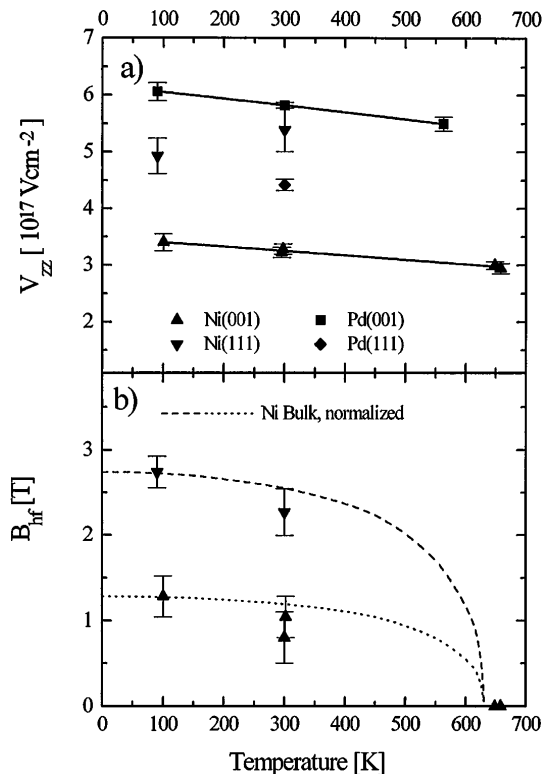 0 100 200 300 400 500 600 700
7
a)
6
5
4
3
2
V_zz [ 10^17 Vcm^-2 ]
Ni(001) Pd(001)
Ni(111) Pd(111)
b)
Ni Bulk, normalized
3
2
1
0
B_hf [T]
0 100 200 300 400 500 600 700
Temperature [K]